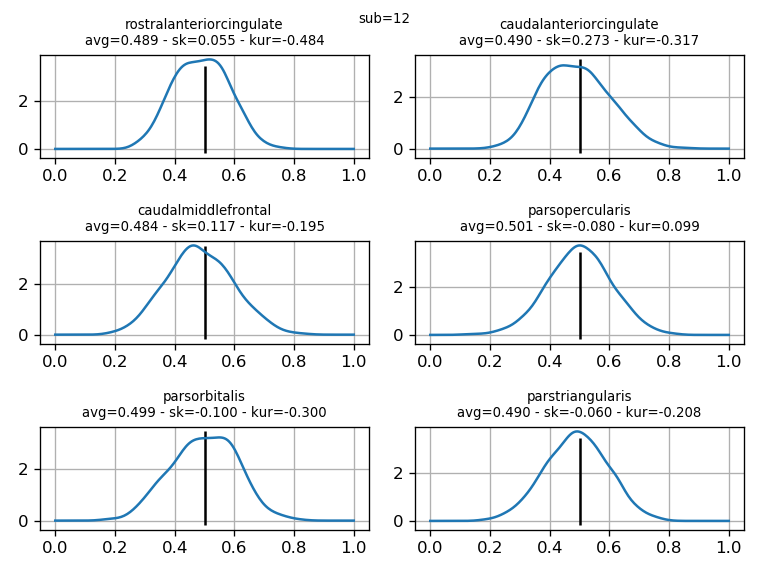 sub=12
rostralanteriorcingulate
avg=0.489 - sk=0.055 - kur=-0.484
2
0
0.0 0.2 0.4 0.6 0.8 1.0
caudalanteriorcingulate
avg=0.490 - sk=0.273 - kur=-0.317
2
0
0.0 0.2 0.4 0.6 0.8 1.0
caudalmiddlefrontal
avg=0.484 - sk=0.117 - kur=-0.195
2
0
0.0 0.2 0.4 0.6 0.8 1.0
parsopercularis
avg=0.501 - sk=-0.080 - kur=0.099
2
0
0.0 0.2 0.4 0.6 0.8 1.0
parsorbitalis
avg=0.499 - sk=-0.100 - kur=-0.300
2
0
0.0 0.2 0.4 0.6 0.8 1.0
parstriangularis
avg=0.490 - sk=-0.060 - kur=-0.208
2
0
0.0 0.2 0.4 0.6 0.8 1.0